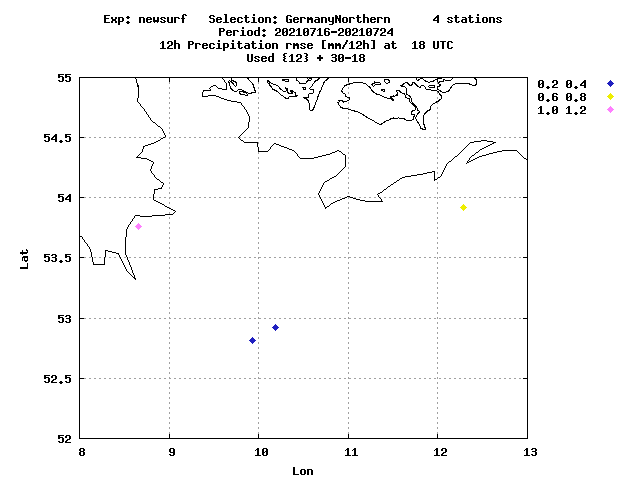 Exp: newsurf   Selection: GermanyNorthern      4 stations
Period: 20210716-20210724
12h Precipitation rmse [mm/12h] at  18 UTC
Used {12} + 30-18
55
0.2 0.4
0.6 0.8
1.0 1.2
54.5
54
53.5
Lat
53
52.5
52
8 9 10 11 12 13
Lon